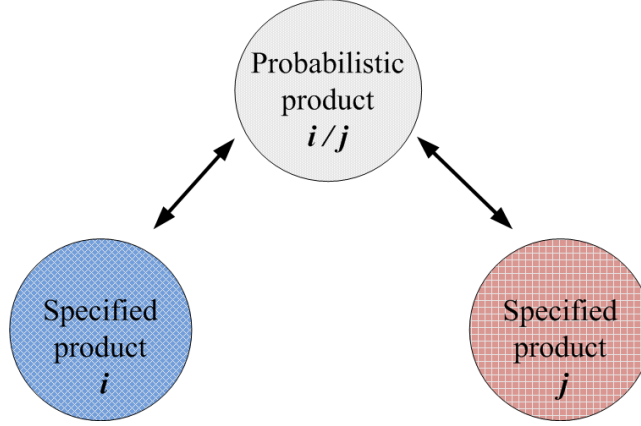 Probabilistic
product
i / j
Specified
product
i
Specified
product
j